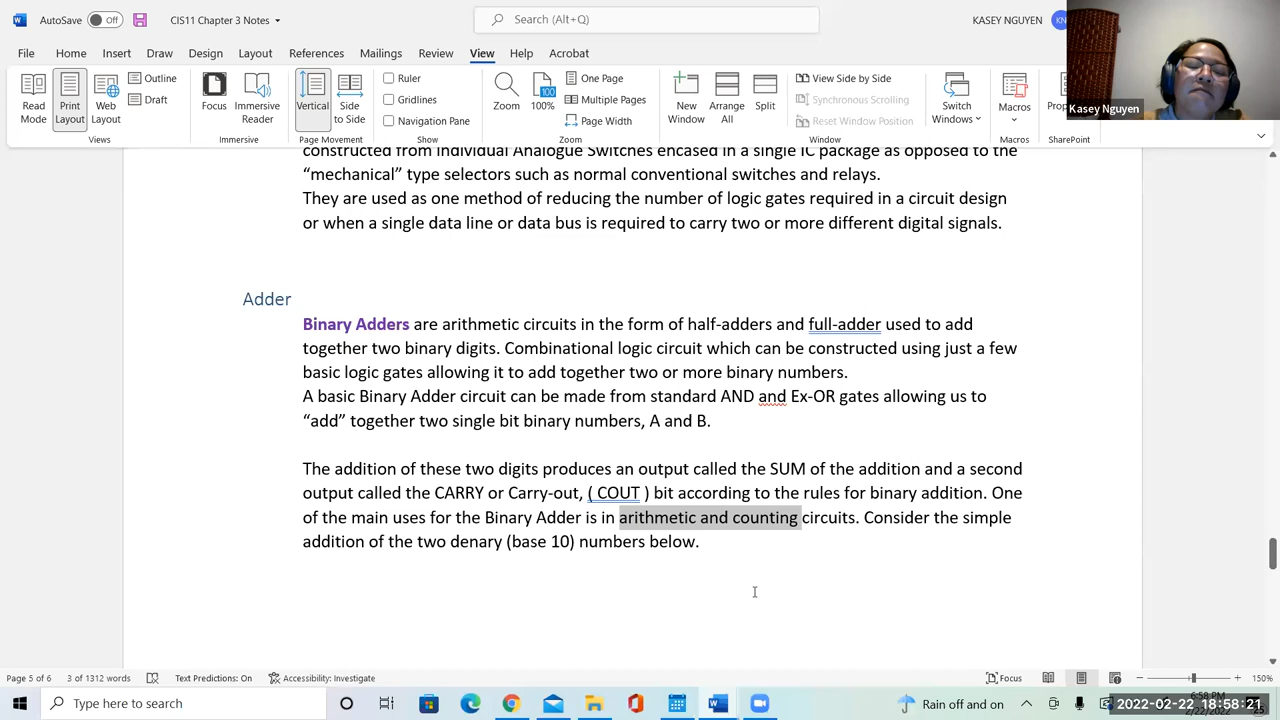 AutoSave Off CIS11 Chapter 3 Notes Search (Alt+Q) KASEY NGUYEN KN
File Home Insert Draw Design Layout References Mailings Review View Help Acrobat
Read Mode
Print Layout
Web Layout
Outline
Draft
Views
Focus
Immersive Reader
Immersive
Vertical
Side to Side
Page Movement
Ruler
Gridlines
Navigation Pane
Show
Zoom
100
100%
One Page
Multiple Pages
Page Width
Zoom
New Window
Arrange All
Split
View Side by Side
Synchronous Scrolling
Reset Window Position
Window
Switch Windows
Macros
Macros
SharePoint
Kasey Nguyen
constructed from Individual Analogue Switches encased in a single IC package as opposed to the
“mechanical” type selectors such as normal conventional switches and relays.
They are used as one method of reducing the number of logic gates required in a circuit design
or when a single data line or data bus is required to carry two or more different digital signals.
Adder
Binary Adders are arithmetic circuits in the form of half-adders and full-adder used to add
together two binary digits. Combinational logic circuit which can be constructed using just a few
basic logic gates allowing it to add together two or more binary numbers.
A basic Binary Adder circuit can be made from standard AND and Ex-OR gates allowing us to
“add” together two single bit binary numbers, A and B.
The addition of these two digits produces an output called the SUM of the addition and a second
output called the CARRY or Carry-out, ( COUT ) bit according to the rules for binary addition. One
of the main uses for the Binary Adder is in arithmetic and counting circuits. Consider the simple
addition of the two denary (base 10) numbers below.
Page 5 of 6 3 of 1312 words Text Predictions: On Accessibility: Investigate Focus 150%
Type here to search Rain off and on 6:58 PM
2022-02-22 18:58:21